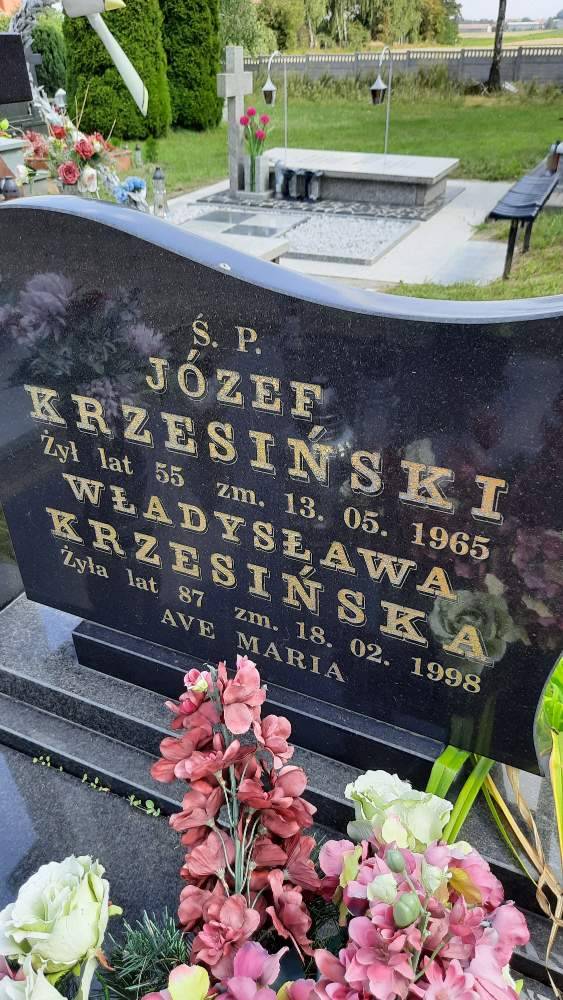 Ś. P.
JÓZEF
KRZESIŃSKI
Żył lat 55 zm. 13. 05. 1965
WŁADYSŁAWA
KRZESIŃSKA
Żyła lat 87 zm. 18. 02. 1998
AVE MARIA